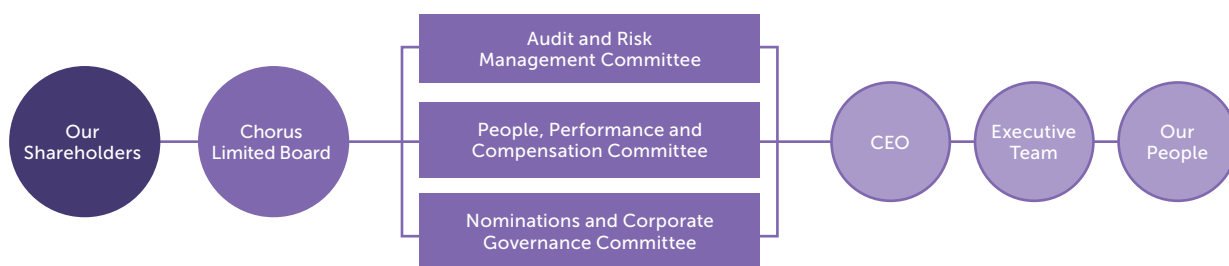 Our
Shareholders
Chorus
Limited Board
Audit and Risk
Management Committee
People, Performance and
Compensation Committee
Nominations and Corporate
Governance Committee
CEO
Executive
Team
Our
People